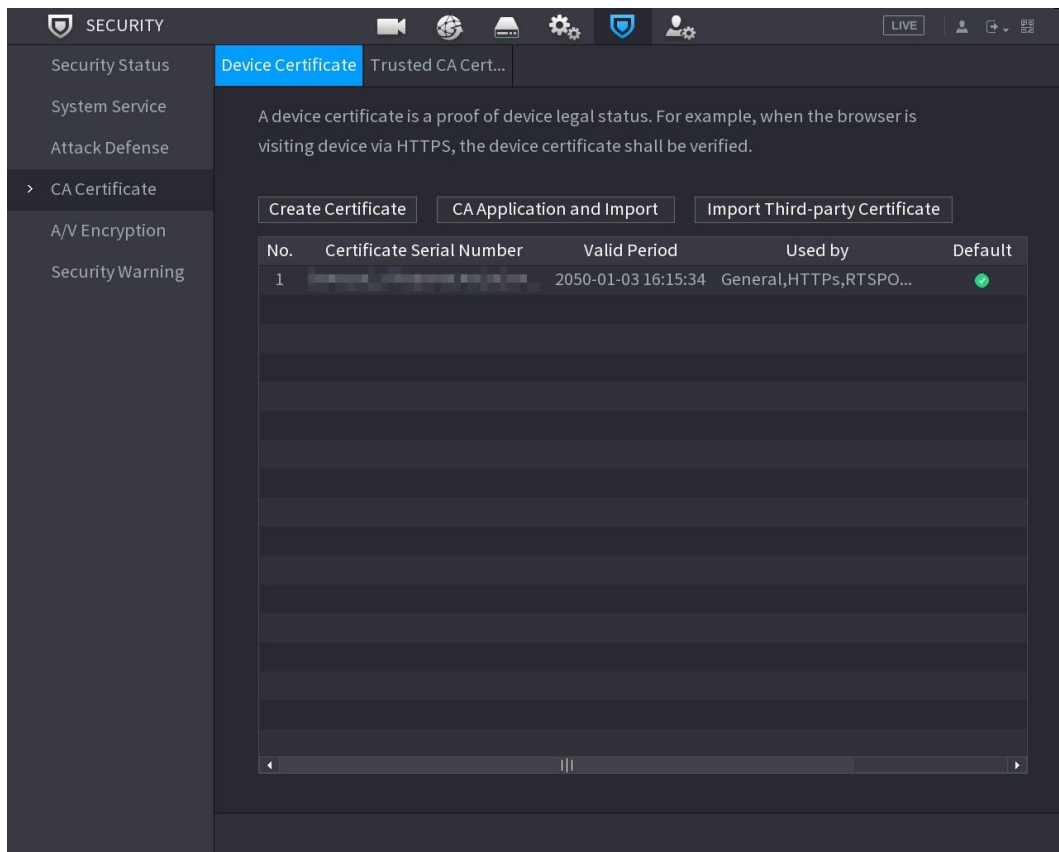 SECURITY
LIVE
Security Status
System Service
Attack Defense
CA Certificate
A/V Encryption
Security Warning
Device Certificate Trusted CA Cert...
A device certificate is a proof of device legal status. For example, when the browser is
visiting device via HTTPS, the device certificate shall be verified.
Create Certificate CA Application and Import Import Third-party Certificate
No. Certificate Serial Number Valid Period Used by Default
1 2050-01-03 16:15:34 General,HTTPs,RTSPO...